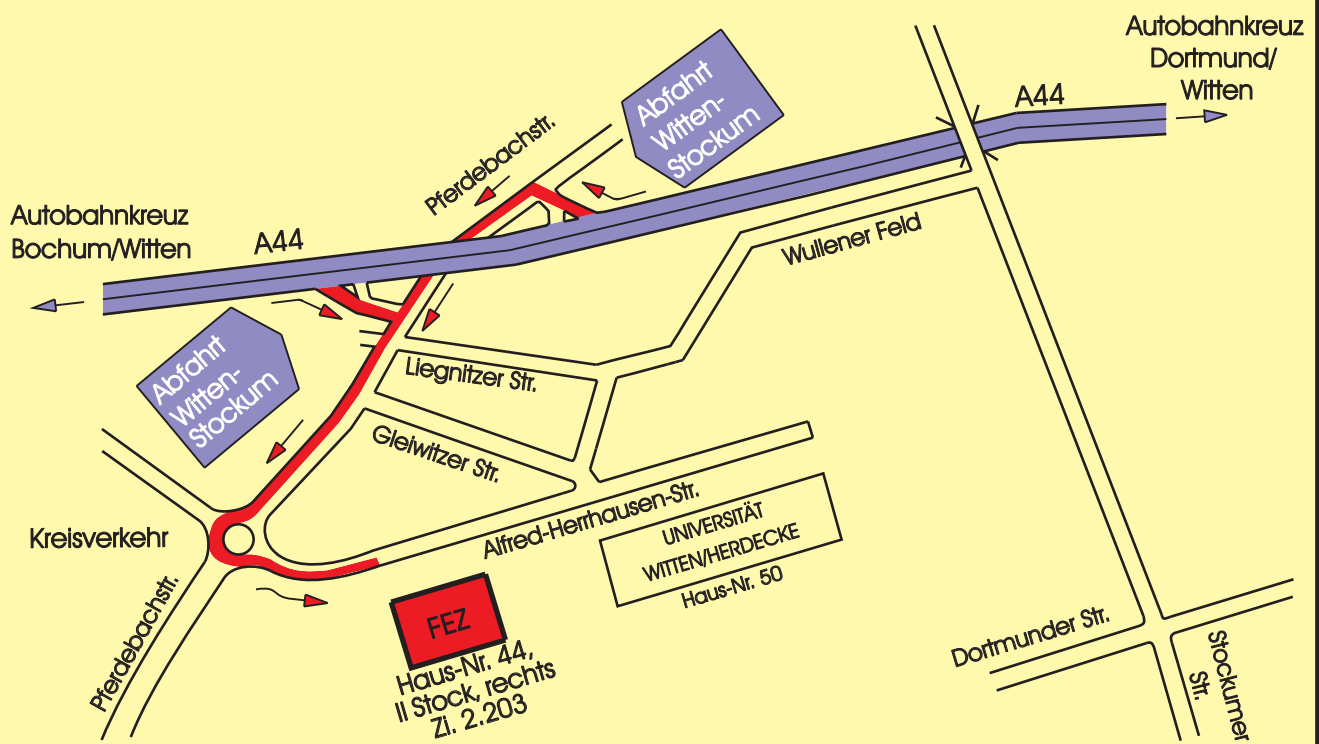 Autobahnkreuz
Dortmund/
Witten
A44
Abfahrt
Witten-
Stockum
Pferdebachstr.
Autobahnkreuz
Bochum/Witten
A44
Wullener Feld
Abfahrt
Witten-
Stockum
Liegnitzer Str.
Gleiwitzer Str.
Alfred-Herrhausen-Str.
UNIVERSITÄT
WITTEN/HERDECKE
Haus-Nr. 50
Kreisverkehr
Pferdebachstr.
FEZ
Haus-Nr. 44,
II Stock, rechts
Zi. 2.203
Dortmunder Str.
Stockumer
Str.